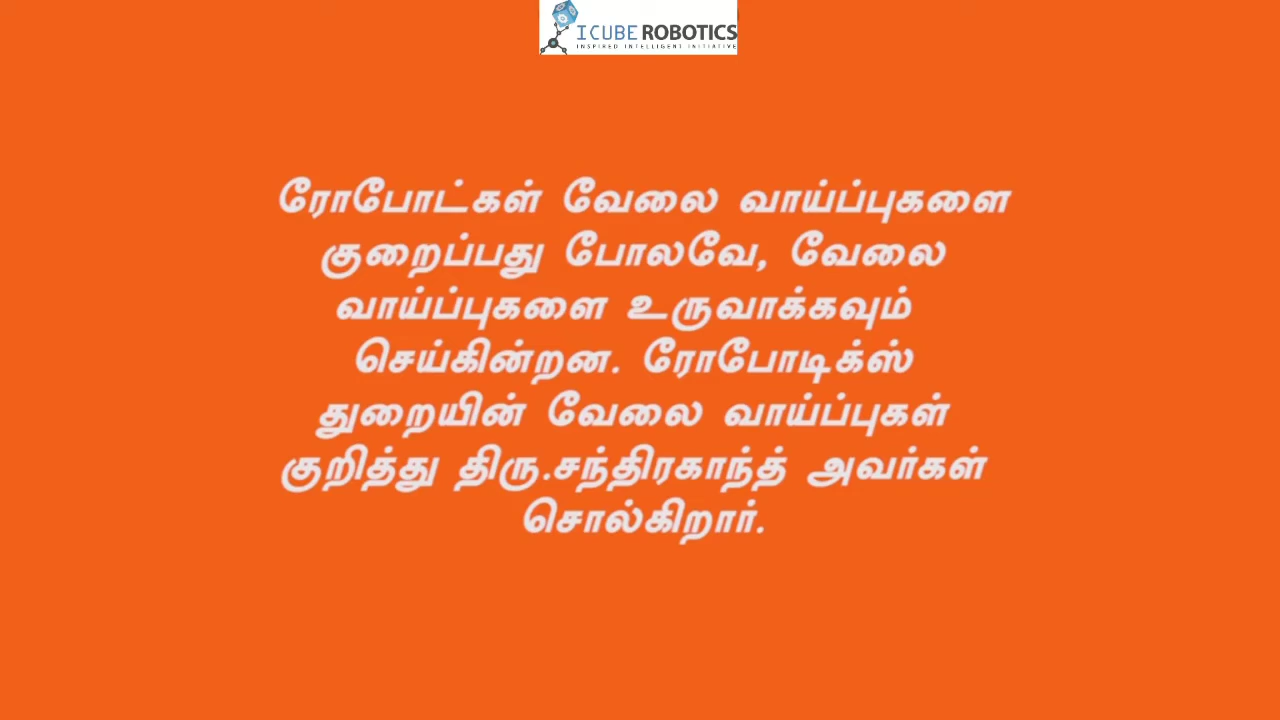 I CUBE ROBOTICS
INSPIRED INTELLIGENT INITIATIVE
ரோபோட்கள் வேலை வாய்ப்புகளை
குறைப்பது போலவே, வேலை
வாய்ப்புகளை உருவாக்கவும்
செய்கின்றன. ரோபோடிக்ஸ்
துறையின் வேலை வாய்ப்புகள்
குறித்து திரு.சந்திரகாந்த் அவர்கள்
சொல்கிறார்.